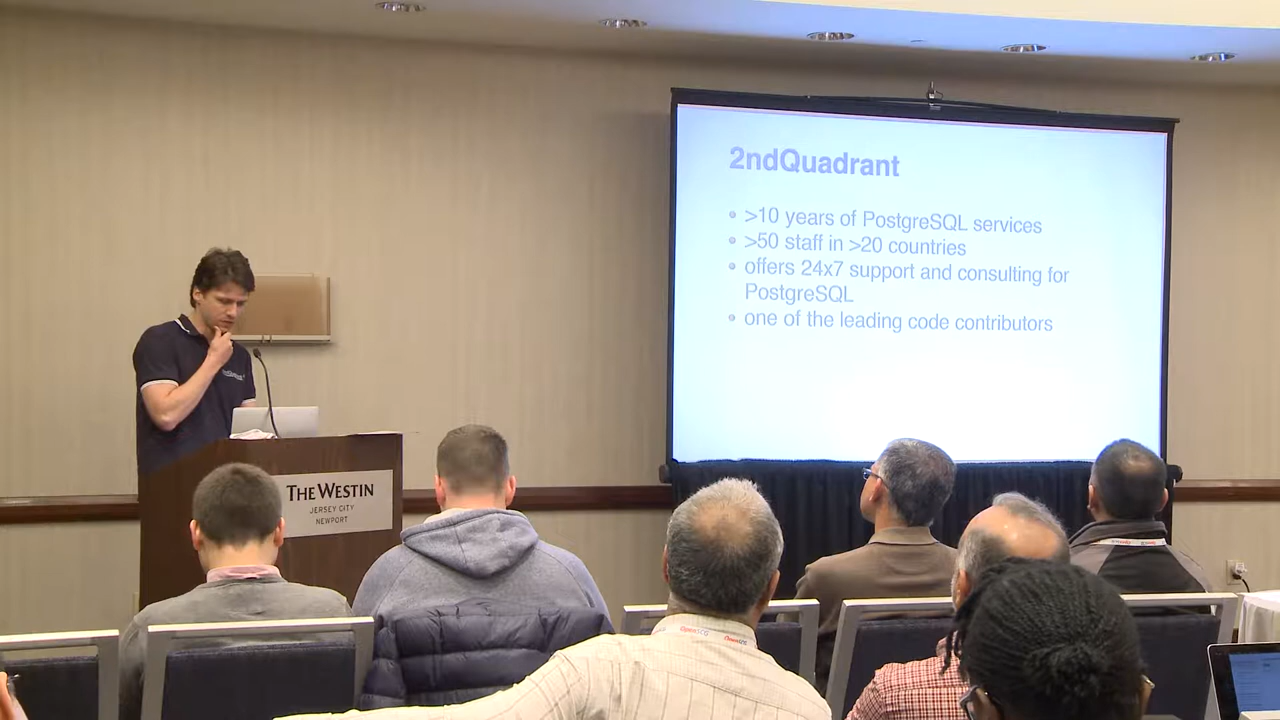 2ndQuadrant
>10 years of PostgreSQL services
>50 staff in >20 countries
offers 24x7 support and consulting for
PostgreSQL
one of the leading code contributors
THE WESTIN
JERSEY CITY
NEWPORT
OPENSCG